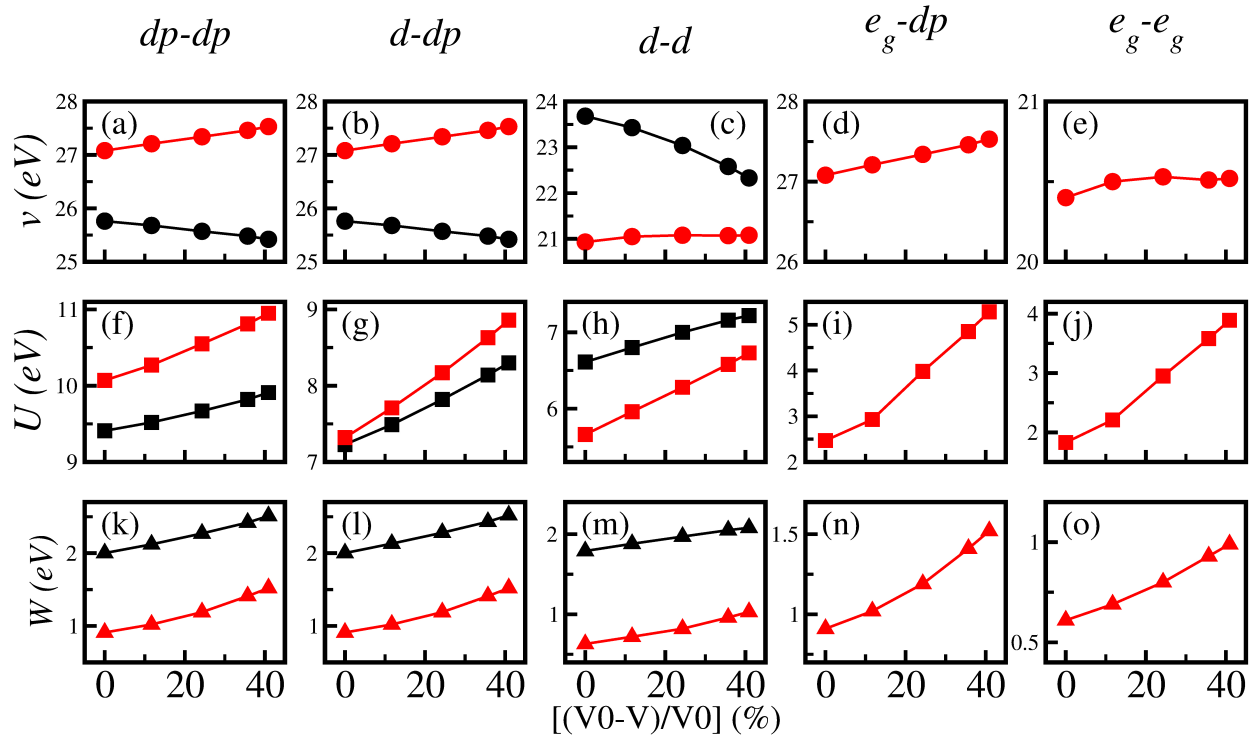 dp-dp d-dp d-d e_g-dp e_g-e_g
28 (a) 28 (b) 24 (c) 28 (d) 21 (e)
27 27 23 27
26 26 22
25 25 21 26 20
v (eV)
11 (f) 9 (g) 7 (h) 5 (i) 4 (j)
10 8 6 4 3
9 7 3 2
2
U (eV)
(k) (l) (m) 1.5 (n) 1 (o)
2 2 2
1 1 1 1 0.5
W (eV)
0 20 40 0 20 40 0 20 40 0 20 40 0 20 40
[(V0-V)/V0] (%)